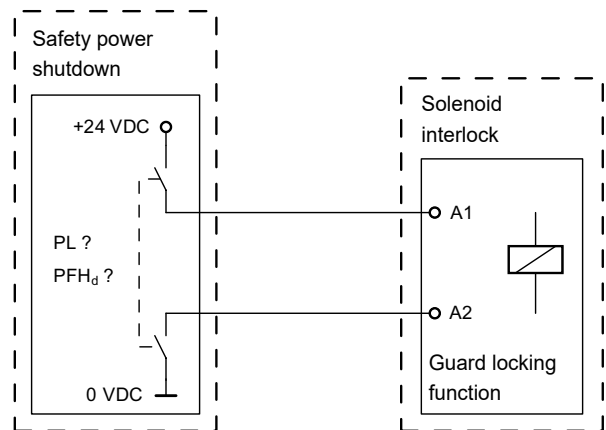 Safety power
shutdown
+24 VDC
PL ?
PFHd ?
0 VDC
Solenoid
interlock
A1
A2
Guard locking
function